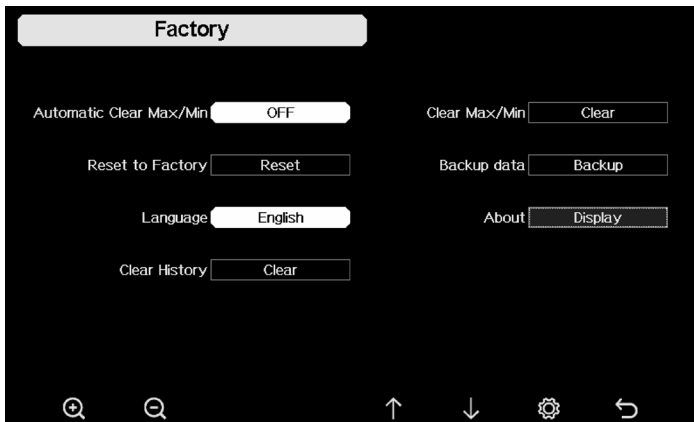 Factory
Automatic Clear Max/Min OFF Clear Max/Min Clear
Reset to Factory Reset Backup data Backup
Language English About Display
Clear History Clear